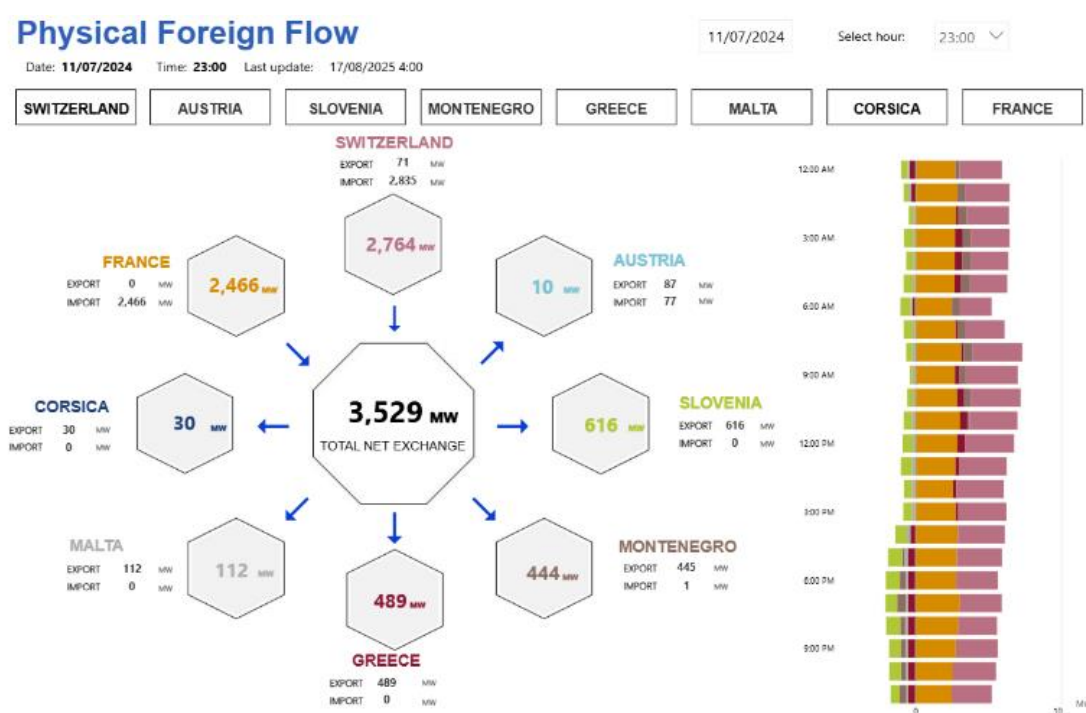 Physical Foreign Flow
11/07/2024
Select hour:
23:00
Date: 11/07/2024 Time: 23:00 Last update: 17/08/2025 4:00
SWITZERLAND
AUSTRIA
SLOVENIA
MONTENEGRO
GREECE
MALTA
CORSICA
FRANCE
SWITZERLAND
EXPORT 71 MW
IMPORT 2,835 MW
2,764 MW
FRANCE
EXPORT 0 MW
IMPORT 2,466 MW
2,466 MW
AUSTRIA
EXPORT 87 MW
IMPORT 77 MW
10 MW
CORSICA
EXPORT 30 MW
IMPORT 0 MW
30 MW
3,529 MW
TOTAL NET EXCHANGE
SLOVENIA
EXPORT 616 MW
IMPORT 0 MW
616 MW
MALTA
EXPORT 112 MW
IMPORT 0 MW
112 MW
MONTENEGRO
EXPORT 445 MW
IMPORT 1 MW
444 MW
489 MW
GREECE
EXPORT 489 MW
IMPORT 0 MW
12:00 AM
3:00 AM
6:00 AM
9:00 AM
12:00 PM
3:00 PM
6:00 PM
9:00 PM
0